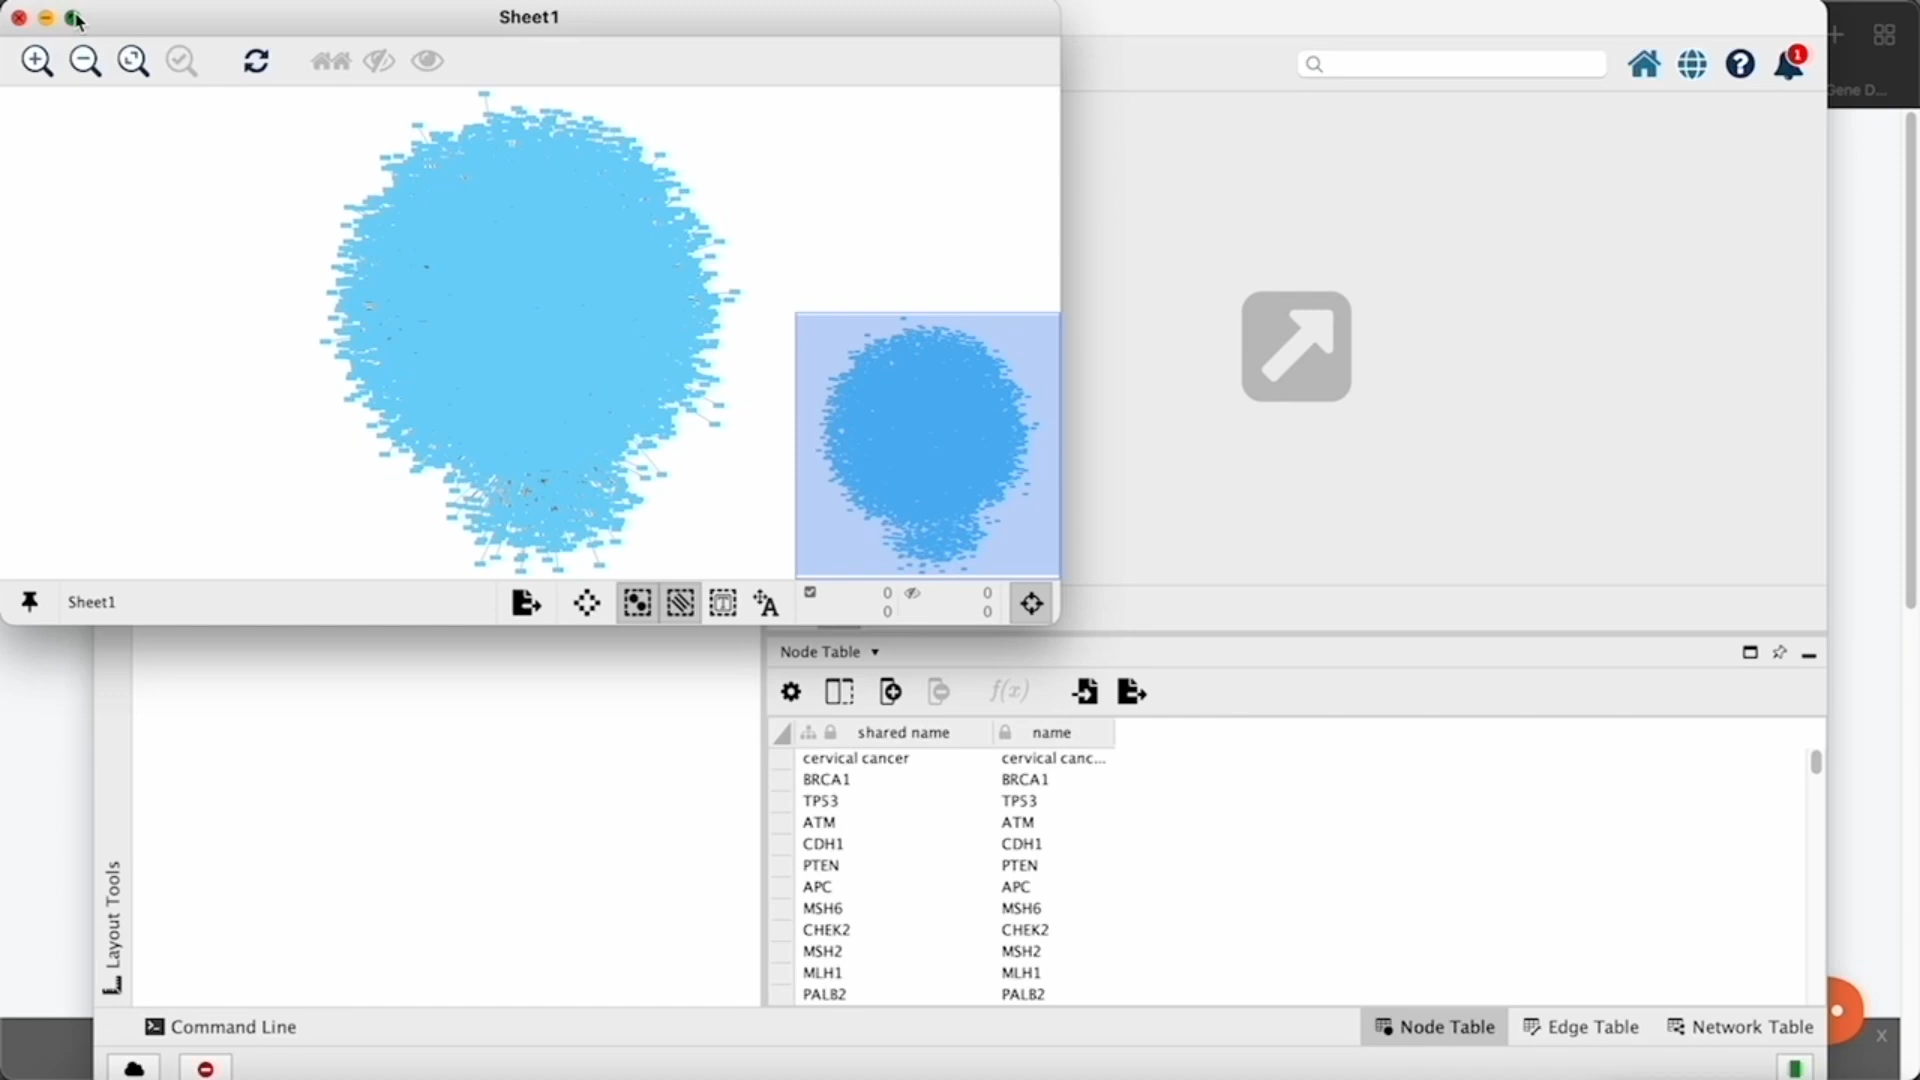 Sheet1
1
Gene D...
Sheet1
0
0
0
0
Node Table
f(x)
shared name name
cervical cancer cervical canc...
BRCA1 BRCA1
TP53 TP53
ATM ATM
CDH1 CDH1
PTEN PTEN
APC APC
MSH6 MSH6
CHEK2 CHEK2
MSH2 MSH2
MLH1 MLH1
PALB2 PALB2
Layout Tools
Command Line
Node Table Edge Table Network Table